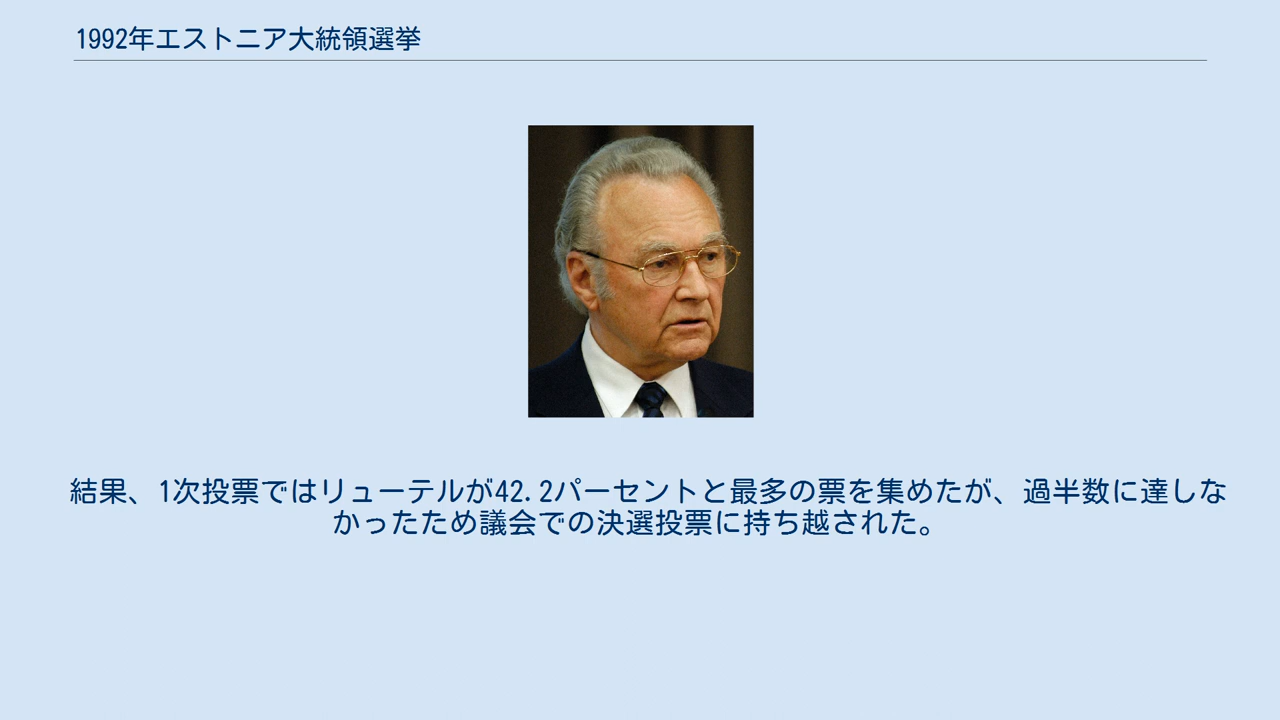 1992年エストニア大統領選挙
結果、1次投票ではリューテルが42.2パーセントと最多の票を集めたが、過半数に達しな
かったため議会での決選投票に持ち越された。